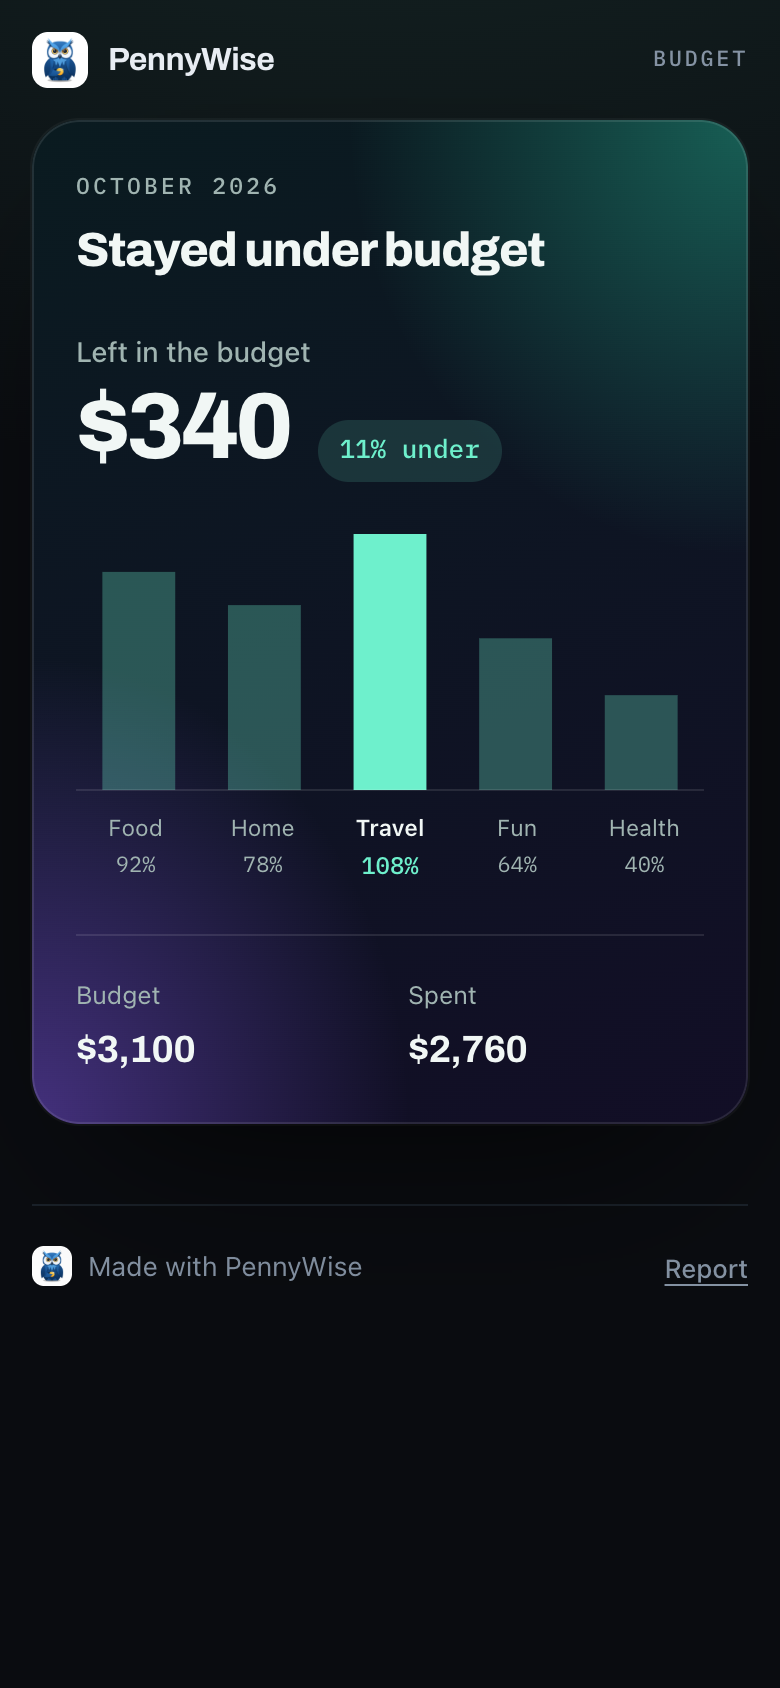 PennyWise
BUDGET
OCTOBER 2026
Stayed under budget
Left in the budget
$340
11% under
Food
Home
Travel
Fun
Health
92%
78%
108%
64%
40%
Budget
Spent
$3,100
$2,760
Made with PennyWise
Report